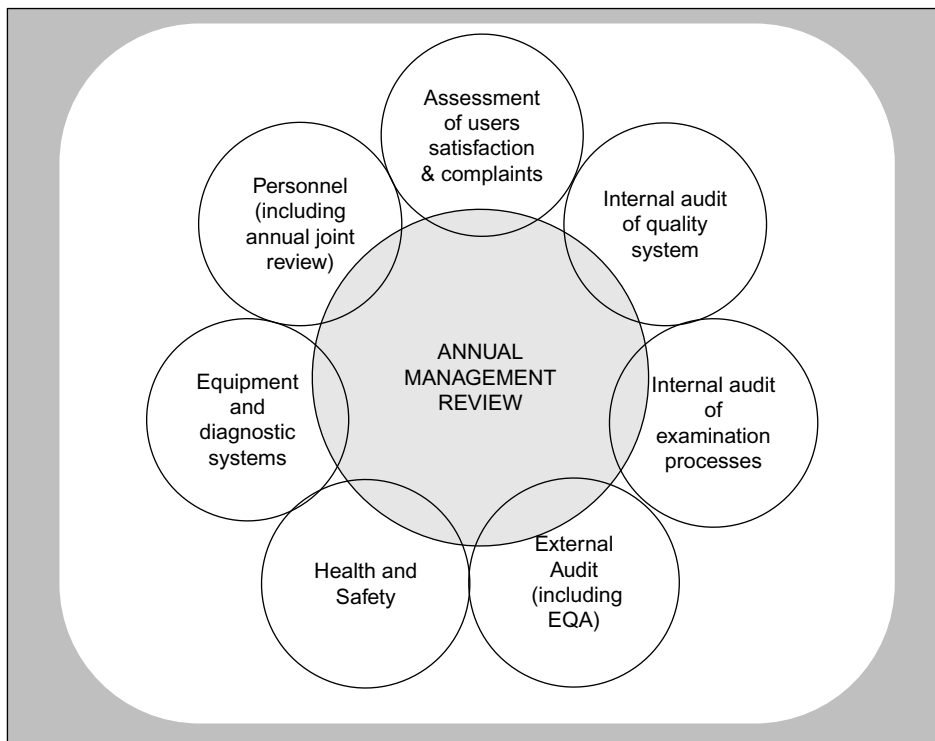 Assessment
of users
satisfaction
& complaints
Personnel
(including
annual joint
review)
Internal audit
of quality
system
ANNUAL
MANAGEMENT
REVIEW
Equipment
and
diagnostic
systems
Internal audit
of
examination
processes
Health and
Safety
External
Audit
(including
EQA)